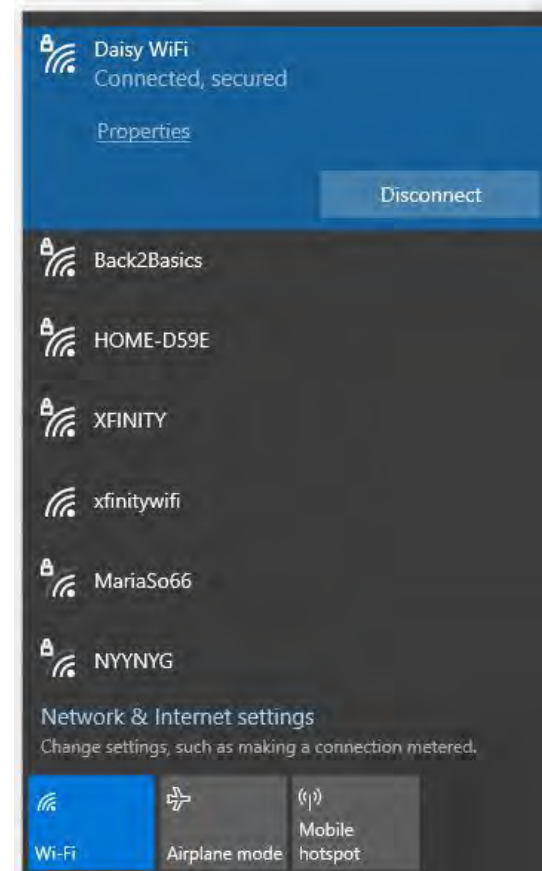 Daisy WiFi
Connected, secured
Properties
Disconnect
Back2Basics
HOME-D59E
XFINITY
xfinitywifi
MariaSo66
NYYNYG
Network & Internet settings
Change settings, such as making a connection metered.
Wi-Fi
Airplane mode
Mobile
hotspot